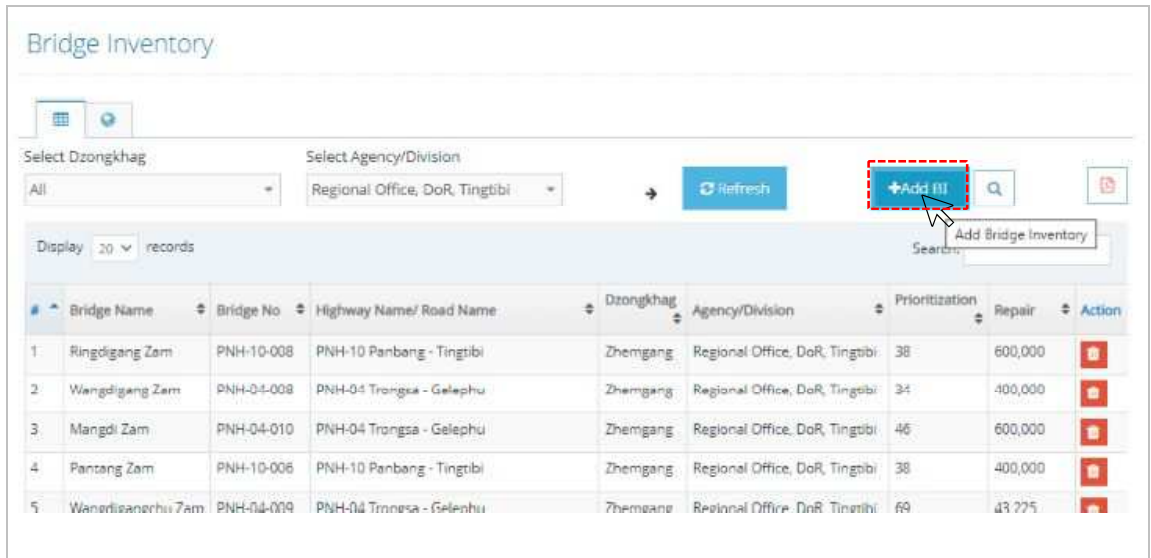 Bridge Inventory
Select Dzongkhag Select Agency/Division
All Regional Office, DoR, Tingtibi Refresh +Add BI
Add Bridge Inventory
Display 20 records Search:
# Bridge Name Bridge No Highway Name/ Road Name Dzongkhag Agency/Division Prioritization Repair Action
1 Ringdigang Zam PNH-10-008 PNH-10 Panbang - Tingtibi Zhemgang Regional Office, DoR, Tingtibi 38 600,000
2 Wangdigang Zam PNH-04-008 PNH-04 Trongsa - Gelephu Zhemgang Regional Office, DoR, Tingtibi 34 400,000
3 Mangdi Zam PNH-04-010 PNH-04 Trongsa - Gelephu Zhemgang Regional Office, DoR, Tingtibi 46 600,000
4 Pantang Zam PNH-10-006 PNH-10 Panbang - Tingtibi Zhemgang Regional Office, DoR, Tingtibi 38 400,000
5 Wangdigangchu Zam PNH-04-009 PNH-04 Trongsa - Gelephu Zhemgang Regional Office, DoR, Tingtibi 69 43,225